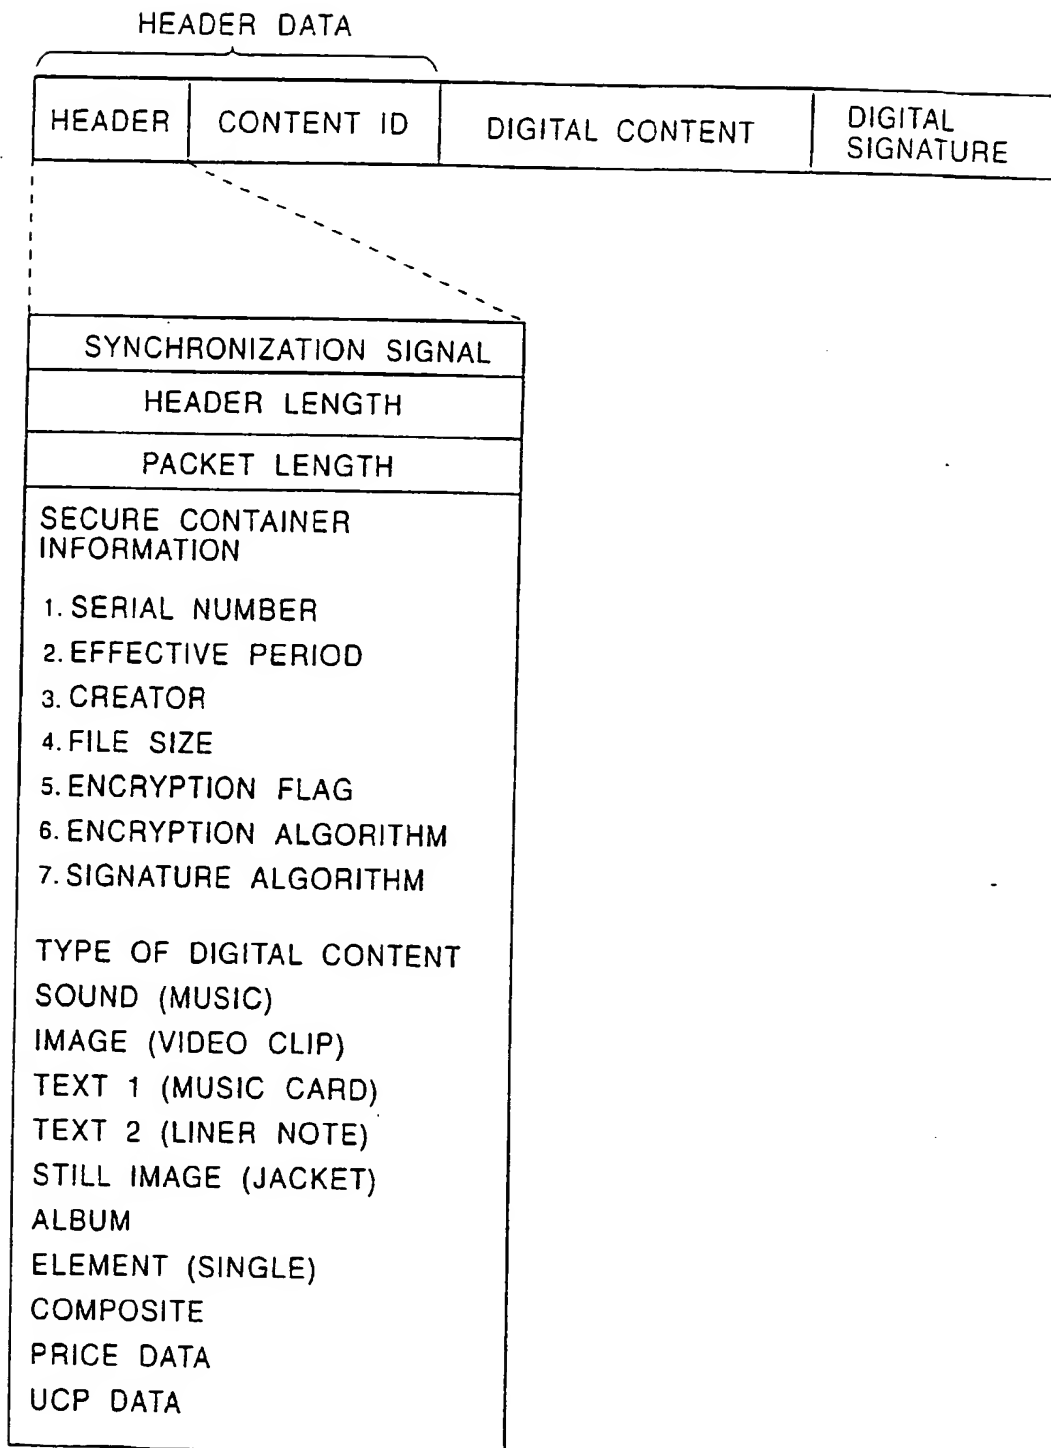 HEADER DATA
HEADER
CONTENT ID
DIGITAL CONTENT
DIGITAL
SIGNATURE
SYNCHRONIZATION SIGNAL
HEADER LENGTH
PACKET LENGTH
SECURE CONTAINER
INFORMATION
1. SERIAL NUMBER
2. EFFECTIVE PERIOD
3. CREATOR
4. FILE SIZE
5. ENCRYPTION FLAG
6. ENCRYPTION ALGORITHM
7. SIGNATURE ALGORITHM
TYPE OF DIGITAL CONTENT
SOUND (MUSIC)
IMAGE (VIDEO CLIP)
TEXT 1 (MUSIC CARD)
TEXT 2 (LINER NOTE)
STILL IMAGE (JACKET)
ALBUM
ELEMENT (SINGLE)
COMPOSITE
PRICE DATA
UCP DATA